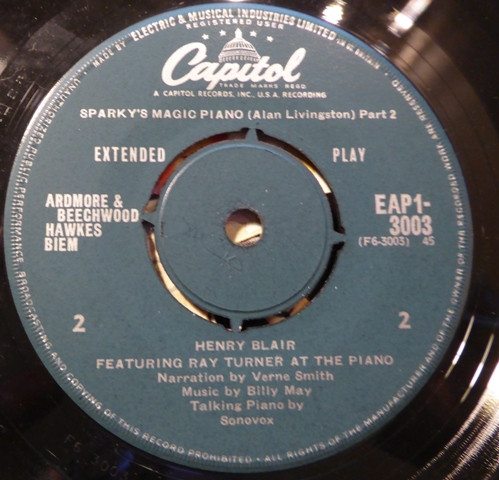 MADE BY ELECTRIC & MUSICAL INDUSTRIES LIMITED
REGISTERED USER
Capitol
TRADE MARKS REGD
A CAPITOL RECORDS, INC., U.S.A. RECORDING
SPARKY'S MAGIC PIANO (Alan Livingston) Part 2
EXTENDED PLAY
ARDMORE &
BEECHWOOD
HAWKES
BIEM
EAP1-
3003
(F6-3003) 45
2 2
HENRY BLAIR
FEATURING RAY TURNER AT THE PIANO
Narration by Verne Smith
Music by Billy May
Talking Piano by
Sonovox
BROADCASTING AND COPYING OF THIS RECORD PROHIBITED • ALL RIGHTS OF THE MANUFACTURER AND OF THE OWNER OF THE RECORDED WORK ARE RESERVED